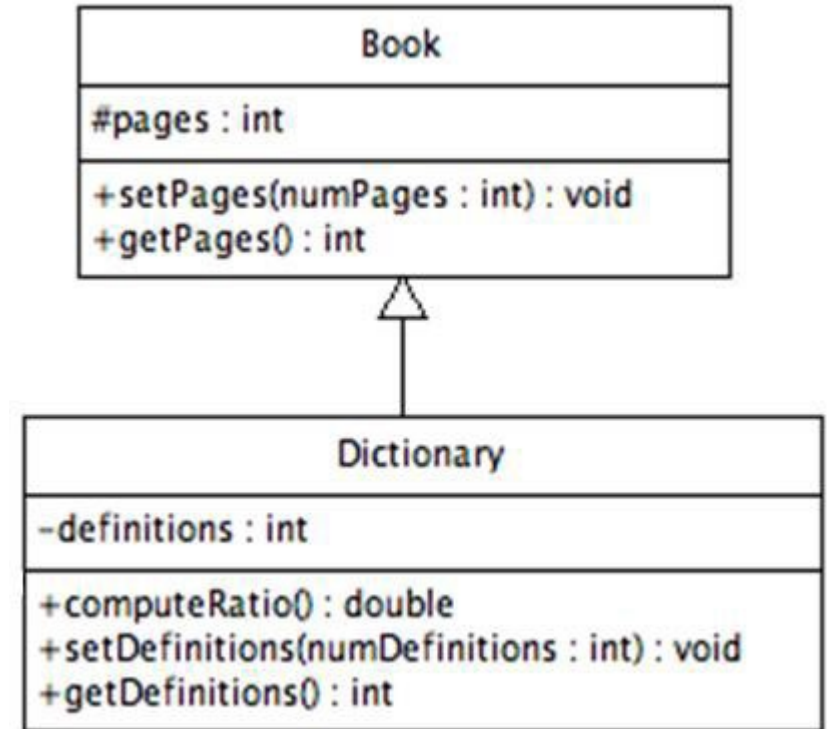 Book
#pages : int
+setPages(numPages : int) : void
+getPages() : int
Dictionary
-definitions : int
+computeRatio() : double
+setDefinitions(numDefinitions : int) : void
+getDefinitions() : int